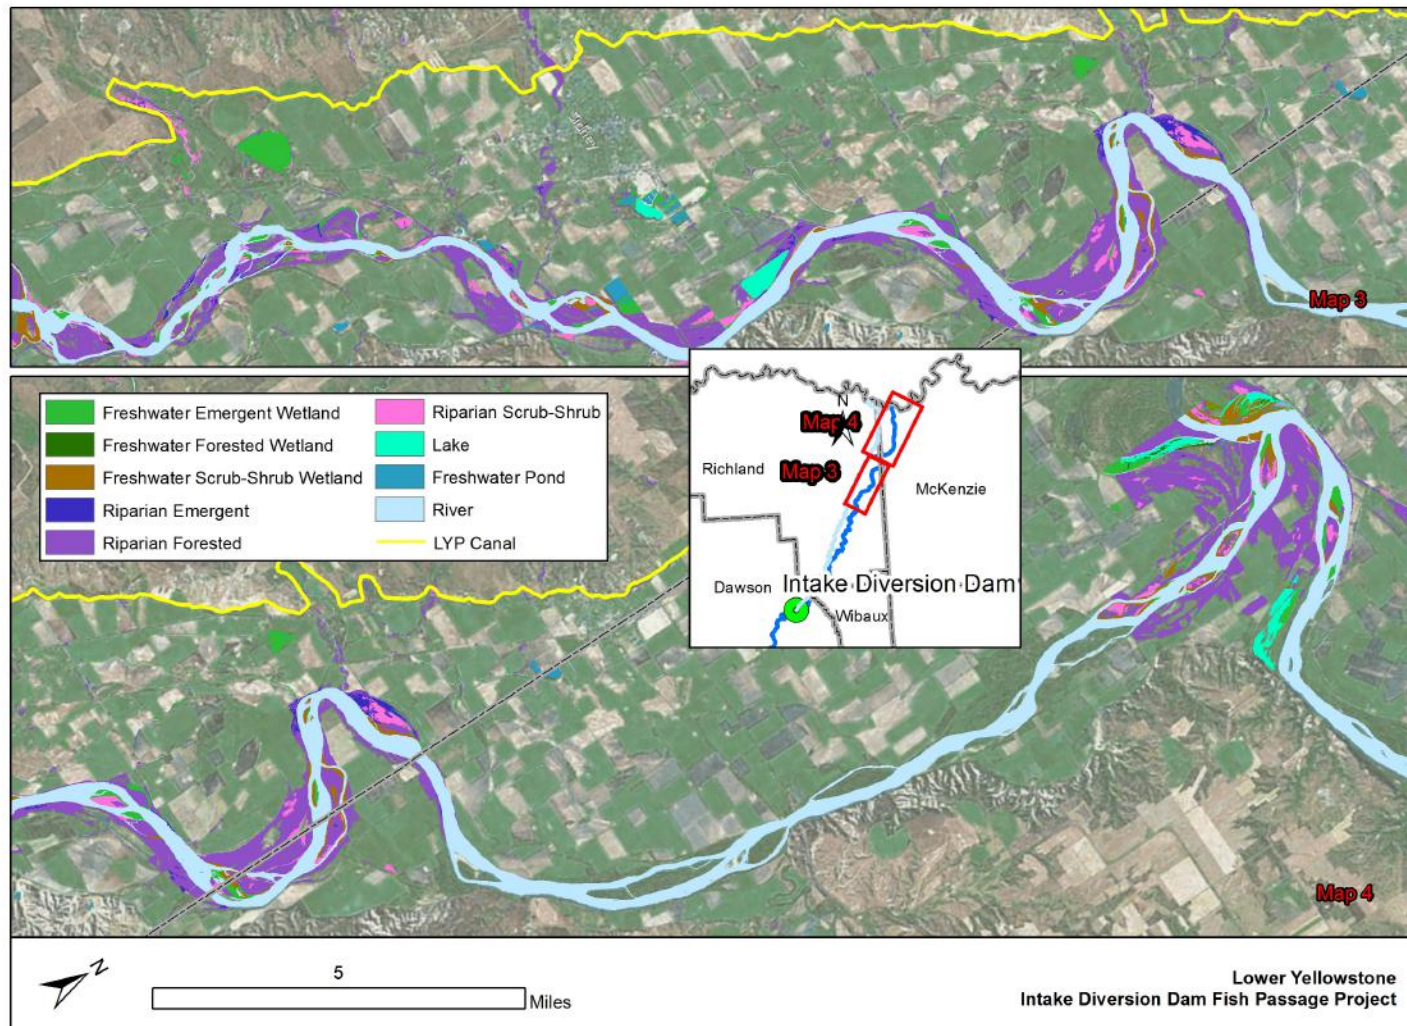 Sidney
Map 3
Freshwater Emergent Wetland
Freshwater Forested Wetland
Freshwater Scrub-Shrub Wetland
Riparian Emergent
Riparian Forested
Riparian Scrub-Shrub
Lake
Freshwater Pond
River
LYP Canal
N
Map 4
Map 3
Richland
McKenzie
Dawson
Intake Diversion Dam
Wibaux
Map 4
N
5
Miles
Lower Yellowstone
Intake Diversion Dam Fish Passage Project